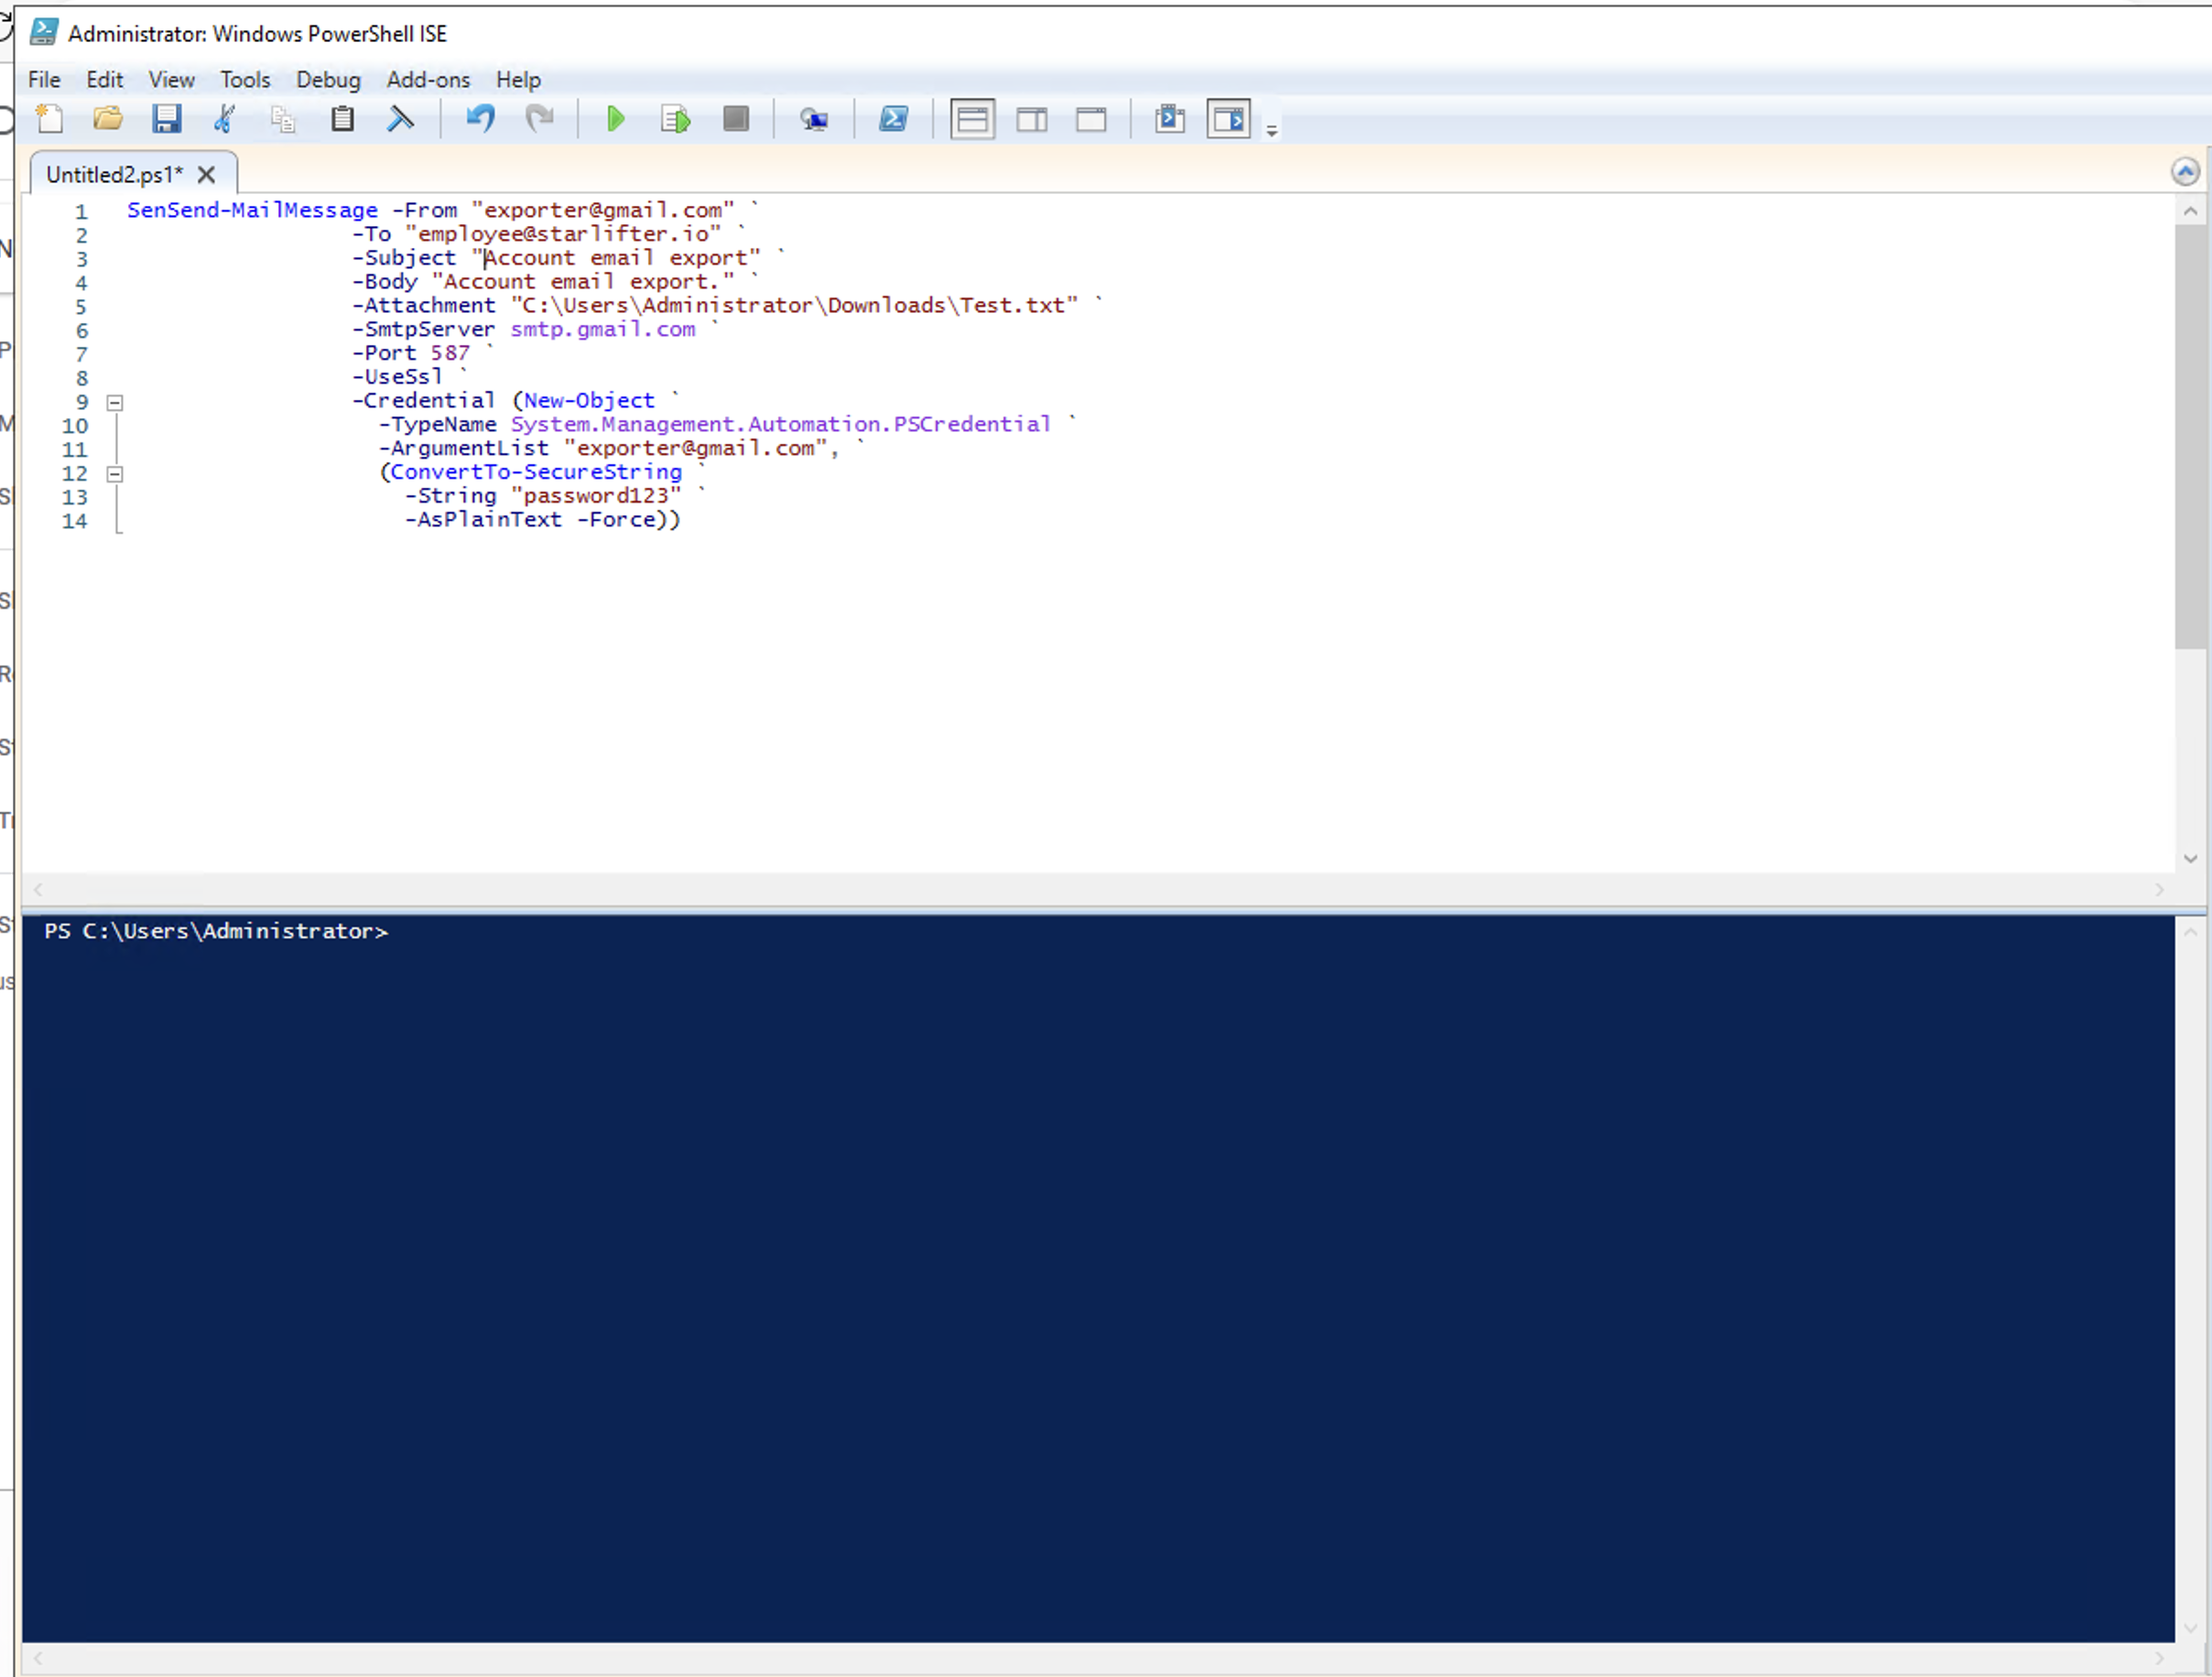 Administrator: Windows PowerShell ISE
File Edit View Tools Debug Add-ons Help
Untitled2.ps1*
1 SenSend-MailMessage -From "exporter@gmail.com" `
2 -To "employee@starlifter.io" `
3 -Subject "Account email export" `
4 -Body "Account email export." `
5 -Attachment "C:\Users\Administrator\Downloads\Test.txt" `
6 -SmtpServer smtp.gmail.com `
7 -Port 587 `
8 -UseSsl `
9 -Credential (New-Object `
10 -TypeName System.Management.Automation.PSCredential `
11 -ArgumentList "exporter@gmail.com", `
12 (ConvertTo-SecureString `
13 -String "password123" `
14 -AsPlainText -Force))
PS C:\Users\Administrator>